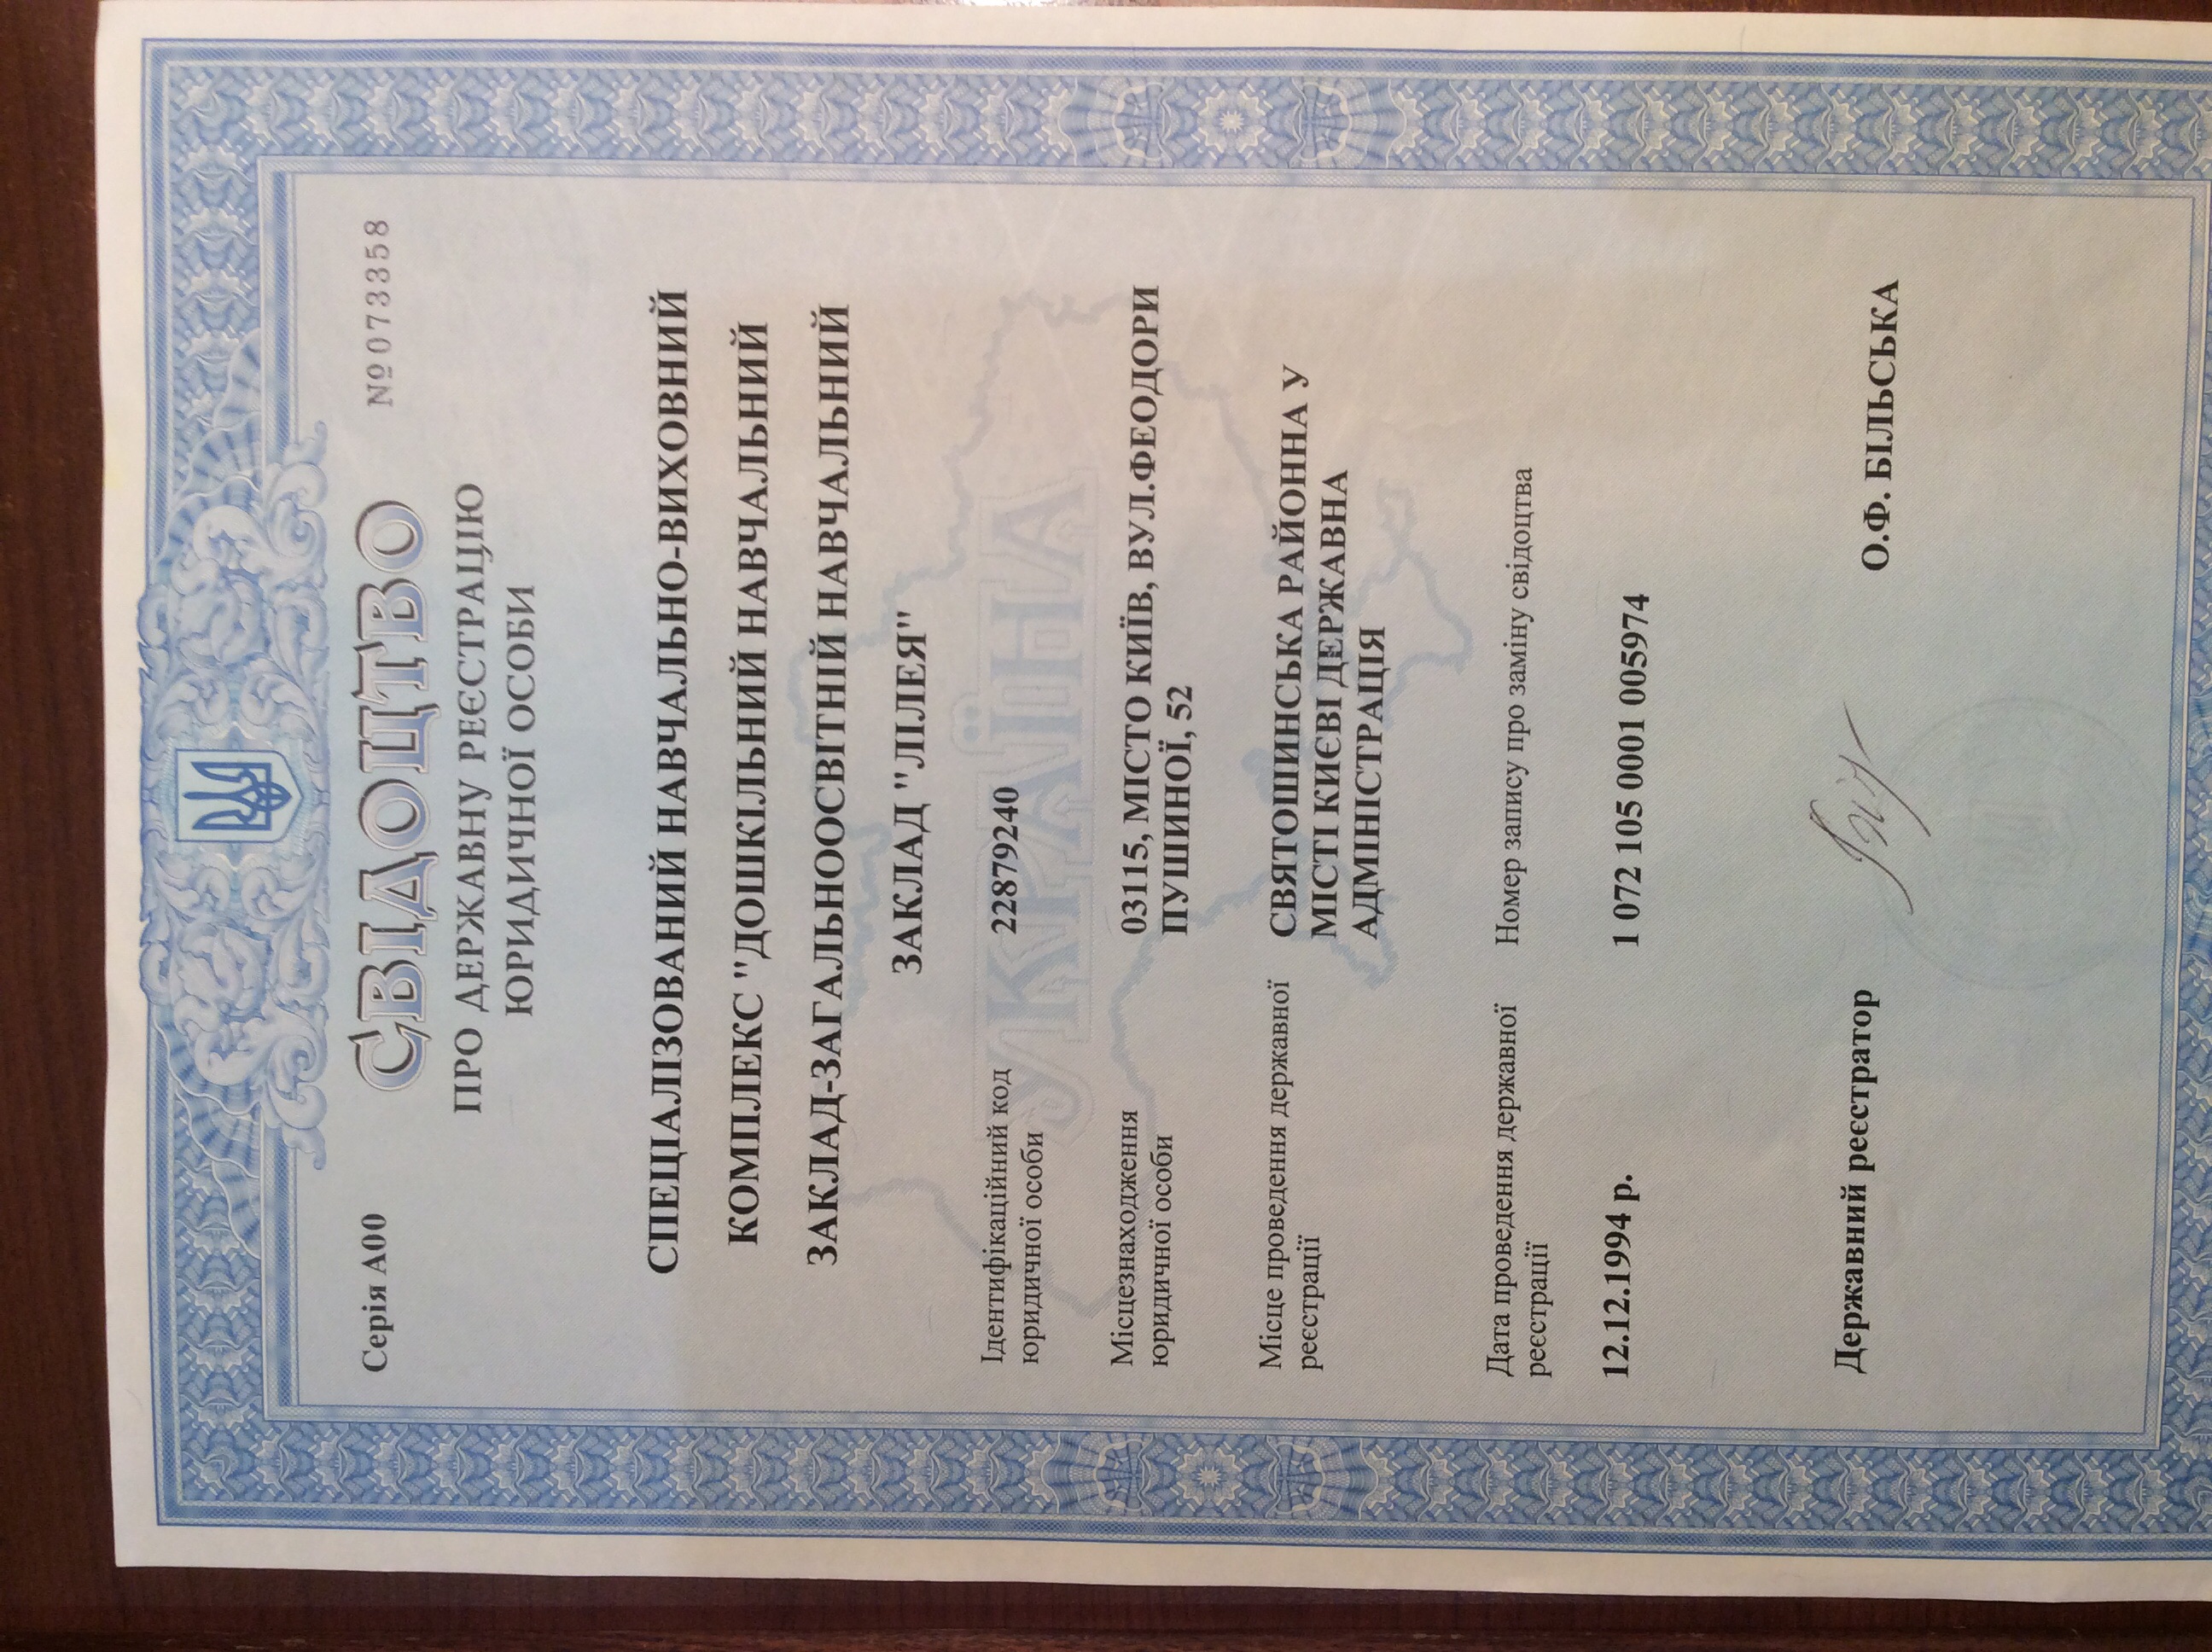 Серія А00
№073358
СВІДОЦТВО
ПРО ДЕРЖАВНУ РЕЄСТРАЦІЮ
ЮРИДИЧНОЇ ОСОБИ
СПЕЦІАЛІЗОВАНИЙ НАВЧАЛЬНО-ВИХОВНИЙ
КОМПЛЕКС "ДОШКІЛЬНИЙ НАВЧАЛЬНИЙ
ЗАКЛАД-ЗАГАЛЬНООСВІТНІЙ НАВЧАЛЬНИЙ
ЗАКЛАД "ЛІЛЕЯ"
УКРАЇНА
Ідентифікаційний код
юридичної особи
22879240
Місцезнаходження
юридичної особи
03115, МІСТО КИЇВ, ВУЛ.ФЕОДОРИ
ПУШИНОЇ, 52
Місце проведення державної
реєстрації
СВЯТОШИНСЬКА РАЙОННА У
МІСТІ КИЄВІ ДЕРЖАВНА
АДМІНІСТРАЦІЯ
Дата проведення державної
реєстрації
Номер запису про заміну свідоцтва
12.12.1994 р.
1 072 105 0001 005974
Державний реєстратор
О.Ф. БІЛЬСЬКА